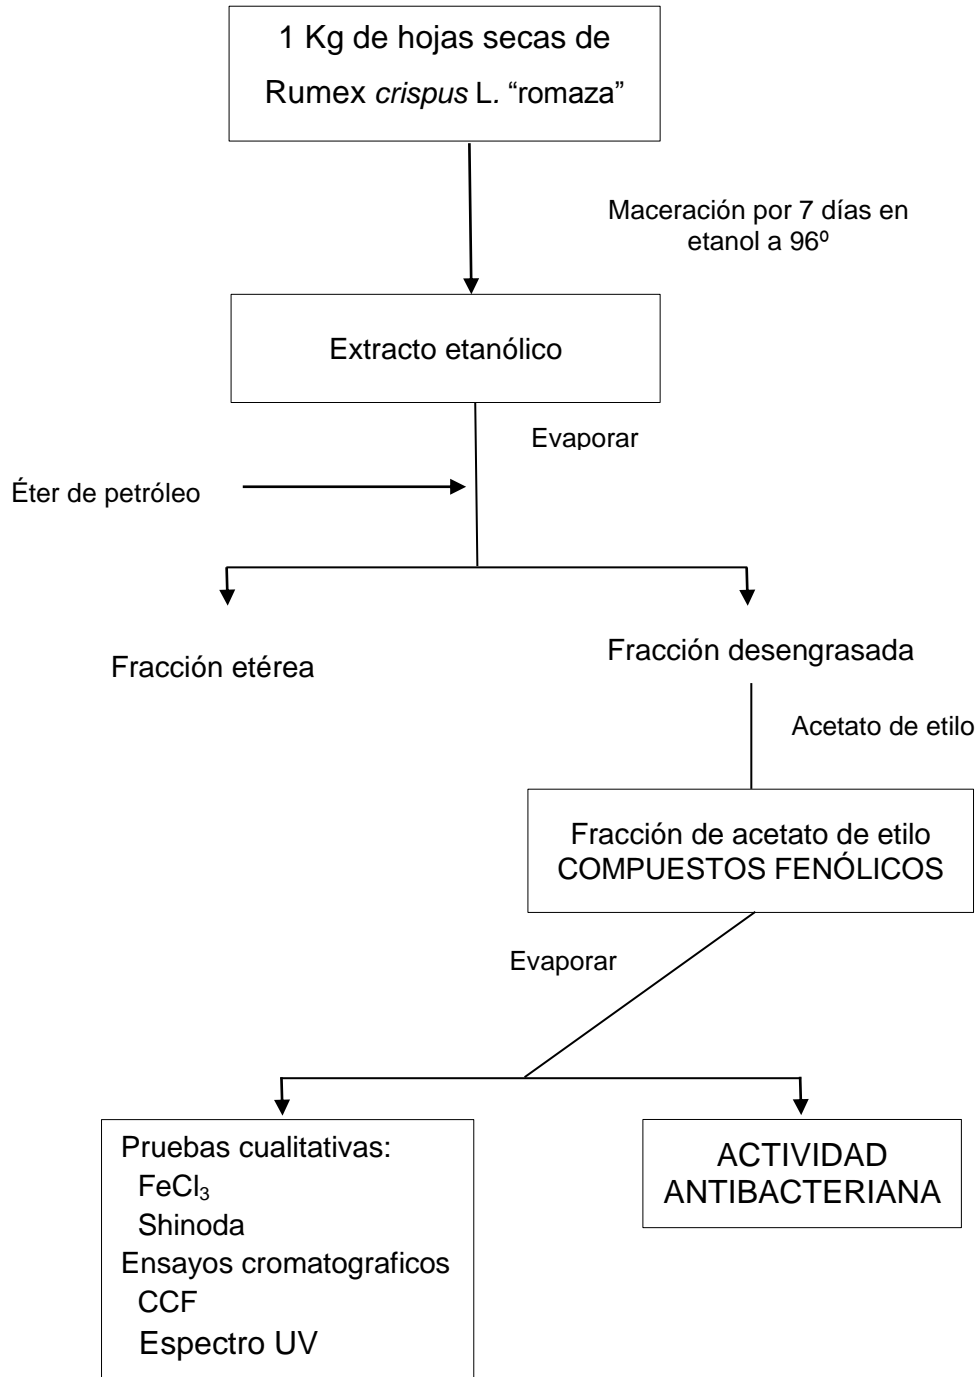 1 Kg de hojas secas de
Rumex crispus L. “romaza”
Maceración por 7 días en
etanol a 96º
Extracto etanólico
Evaporar
Éter de petróleo
Fracción etérea
Fracción desengrasada
Acetato de etilo
Fracción de acetato de etilo
COMPUESTOS FENÓLICOS
Evaporar
Pruebas cualitativas:
FeCl₃
Shinoda
Ensayos cromatograficos
CCF
Espectro UV
ACTIVIDAD
ANTIBACTERIANA